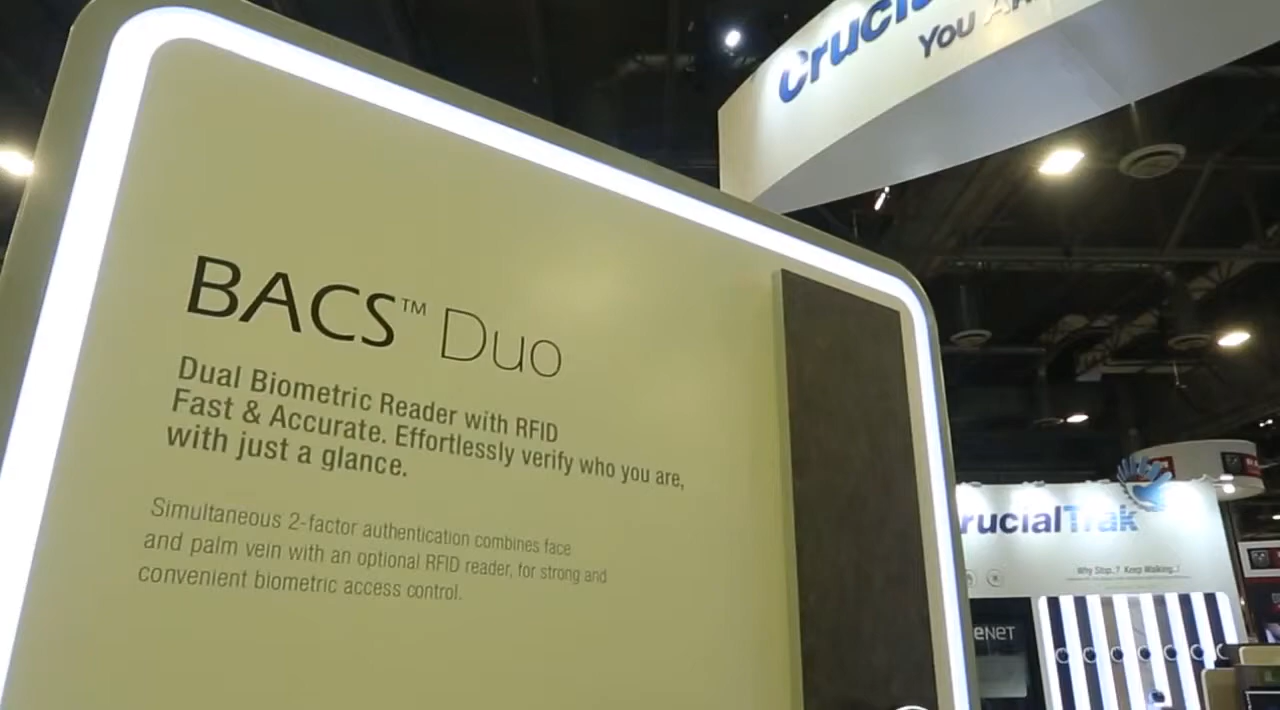 Crucial
You A
BACS™ Duo
Dual Biometric Reader with RFID
Fast & Accurate. Effortlessly verify who you are,
with just a glance.
Simultaneous 2-factor authentication combines face
and palm vein with an optional RFID reader, for strong and
convenient biometric access control.
rucialTrak
Why Stop..? Keep Walking..!
eNET